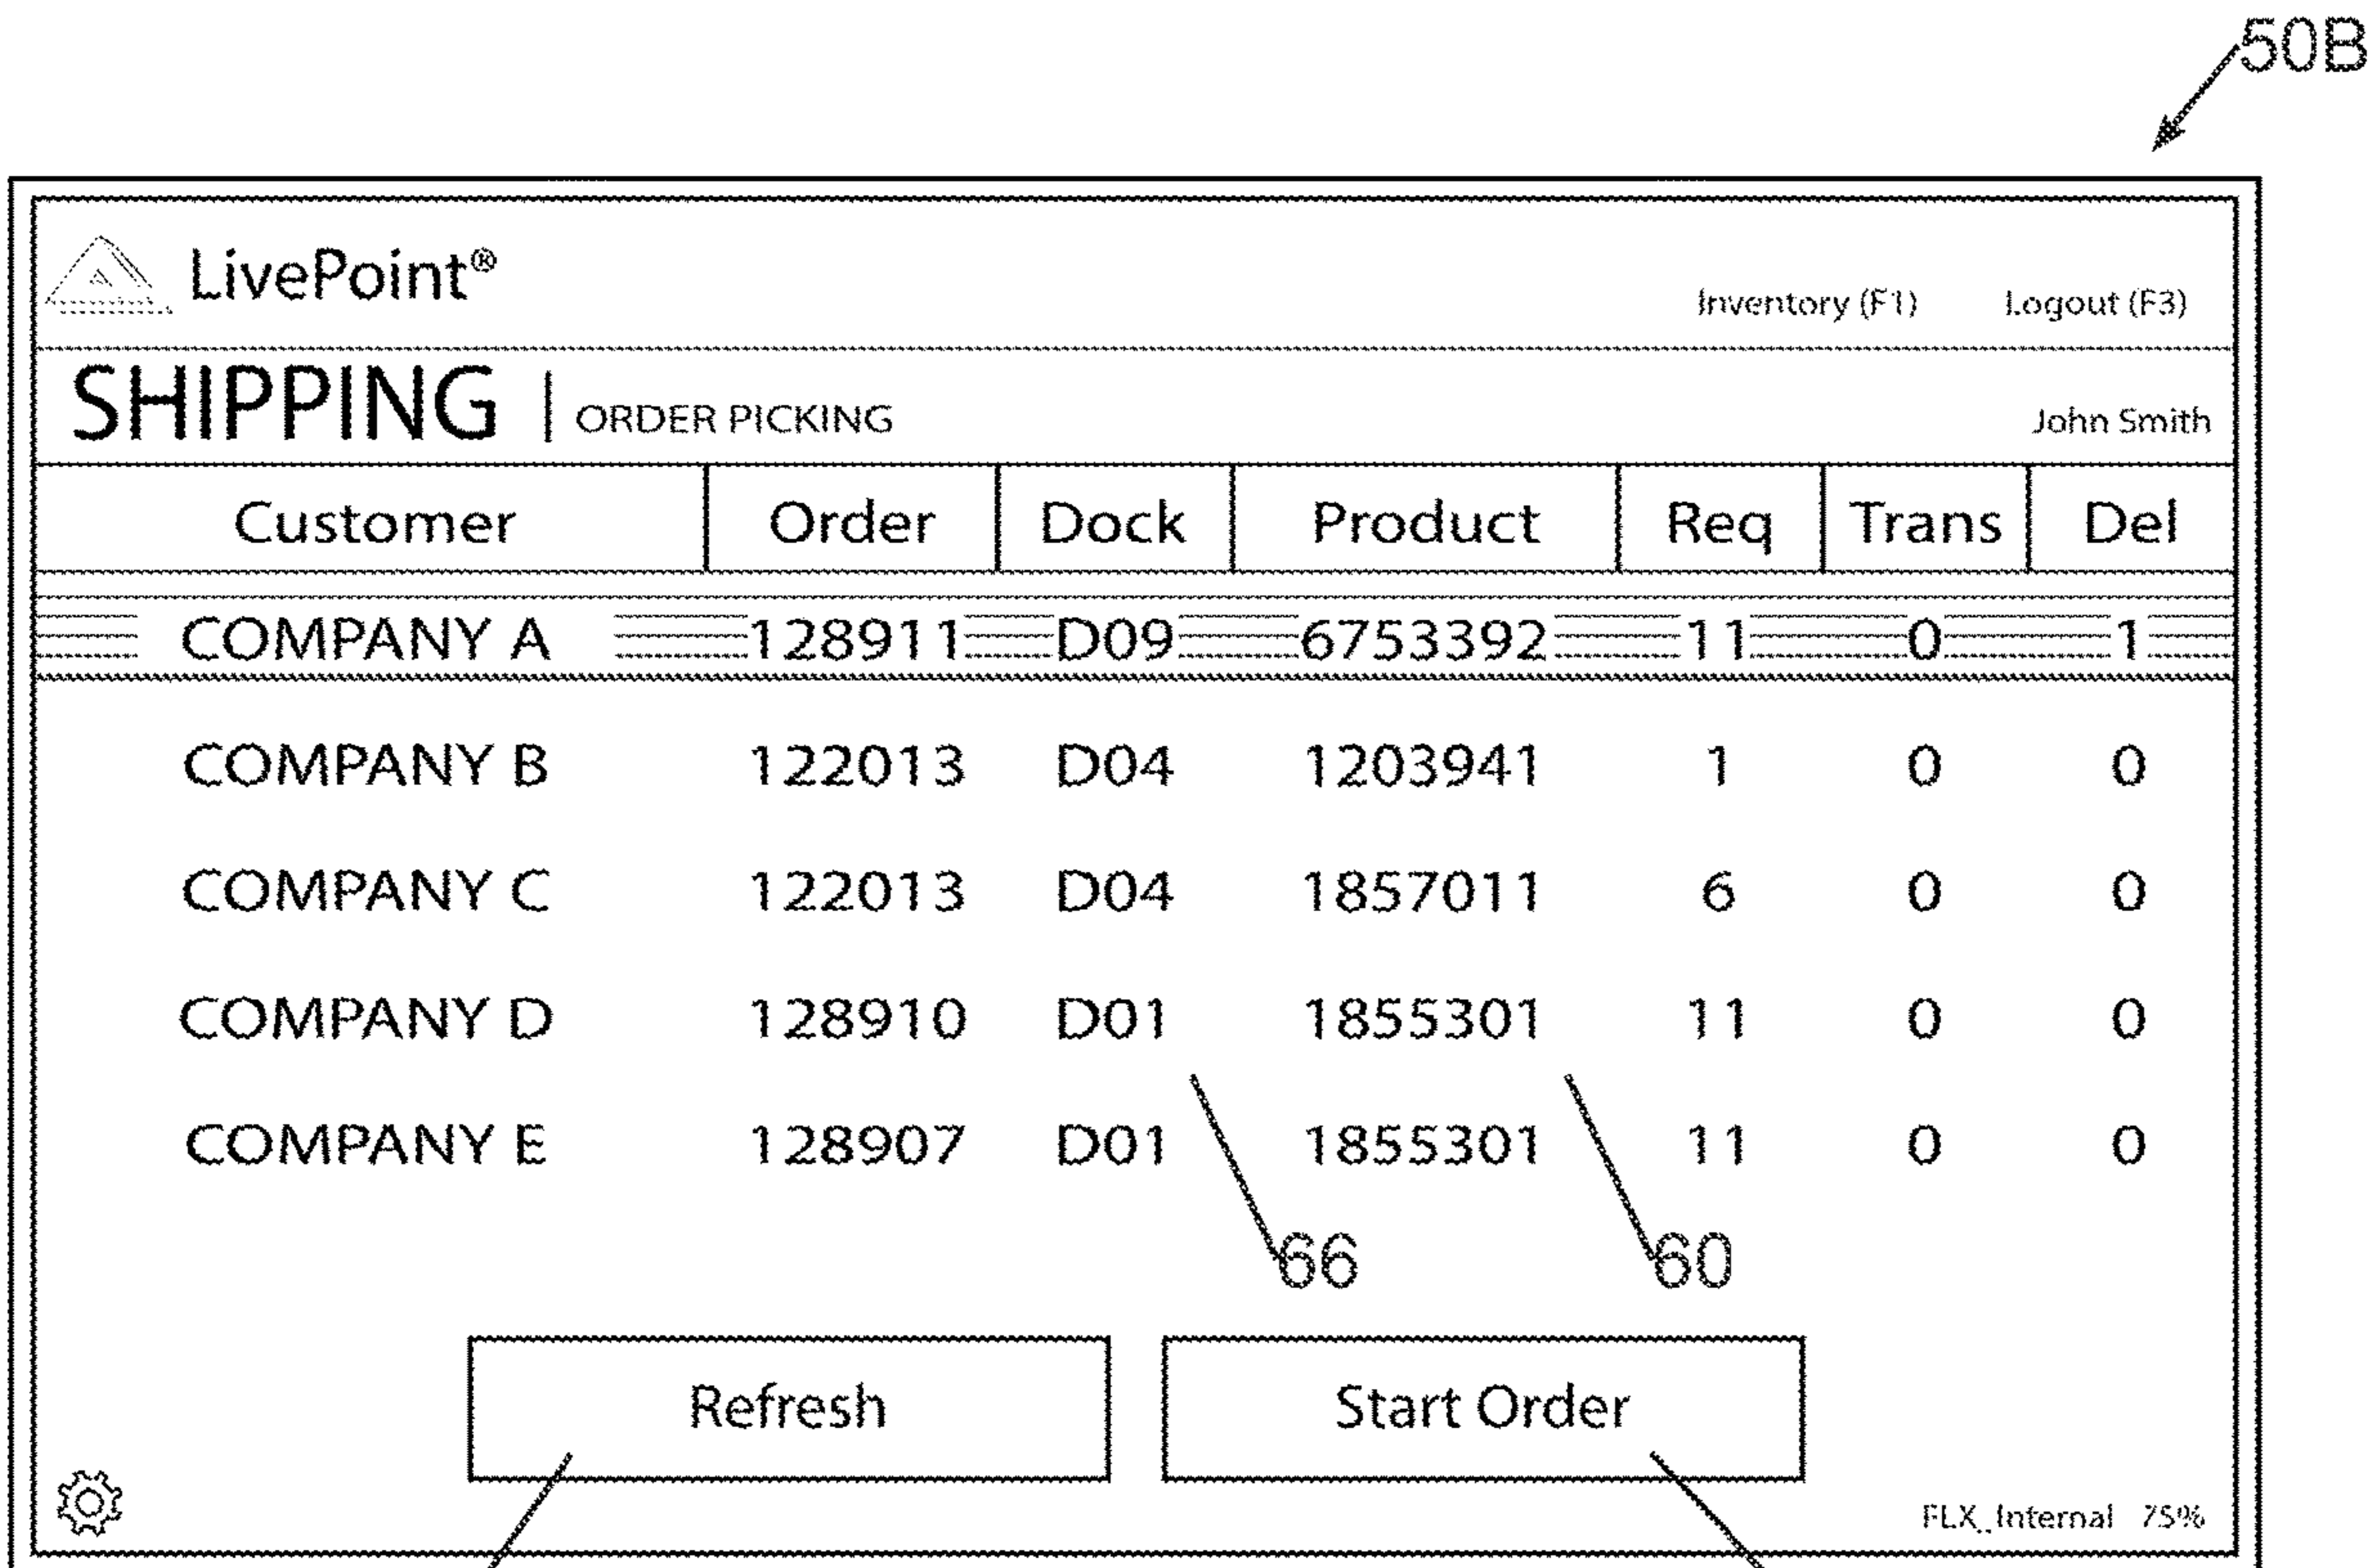 50B
LivePoint®
Inventory (F1) Logout (F3)
SHIPPING | ORDER PICKING John Smith
Customer Order Dock Product Req Trans Del
COMPANY A 128911 D09 6753392 11 0 1
COMPANY B 122013 D04 1203941 1 0 0
COMPANY C 122013 D04 1857011 6 0 0
COMPANY D 128910 D01 1855301 11 0 0
COMPANY E 128907 D01 1855301 11 0 0
66 60
Refresh Start Order
FLX_Internal 75%